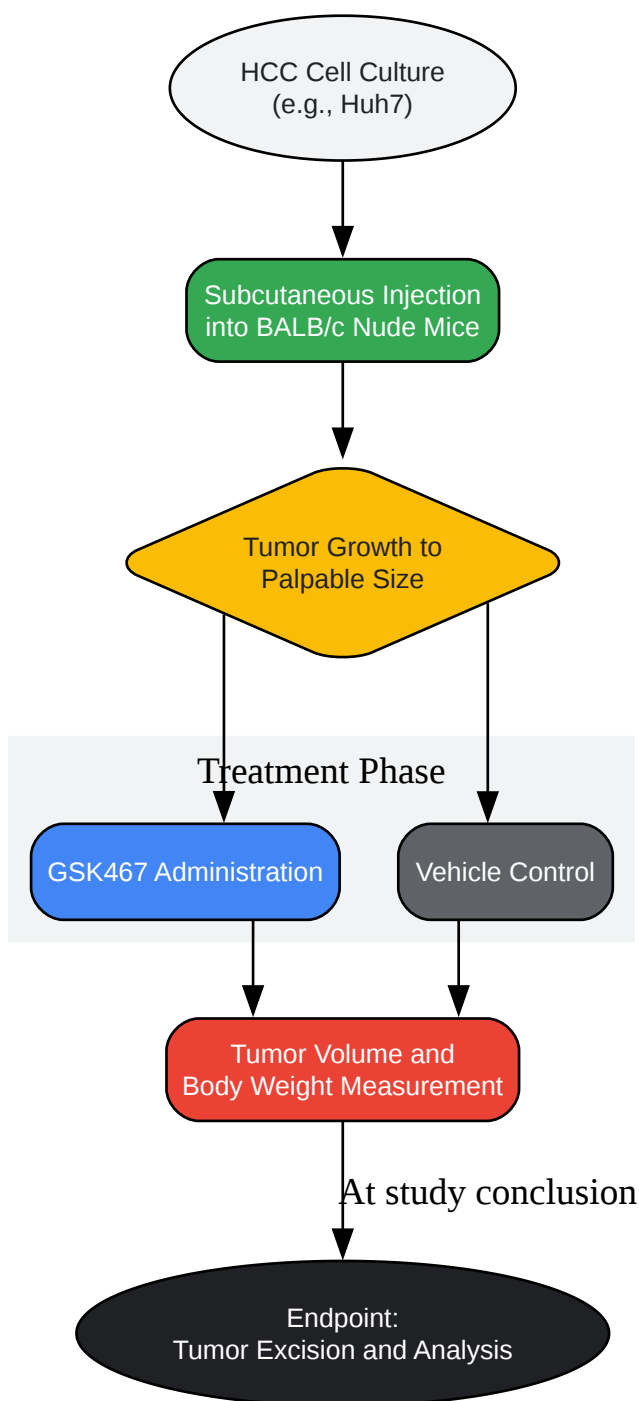 HCC Cell Culture
(e.g., Huh7)
Subcutaneous Injection
into BALB/c Nude Mice
Tumor Growth to
Palpable Size
Treatment Phase
GSK467 Administration
Vehicle Control
Tumor Volume and
Body Weight Measurement
At study conclusion
Endpoint:
Tumor Excision and Analysis